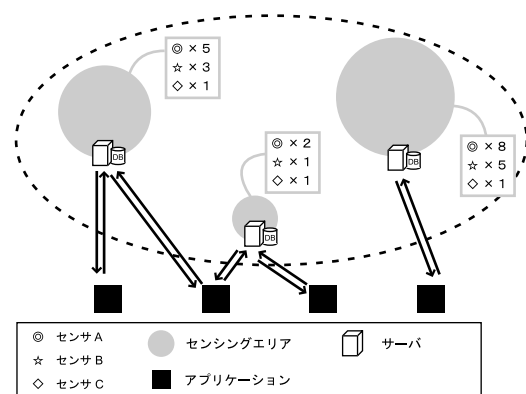 ◎ × 5
☆ × 3
◇ × 1
DB
◎ × 2
☆ × 1
◇ × 1
DB
◎ × 8
☆ × 5
◇ × 1
DB
◎ センサ A
☆ センサ B
◇ センサ C
センシングエリア
アプリケーション
サーバ